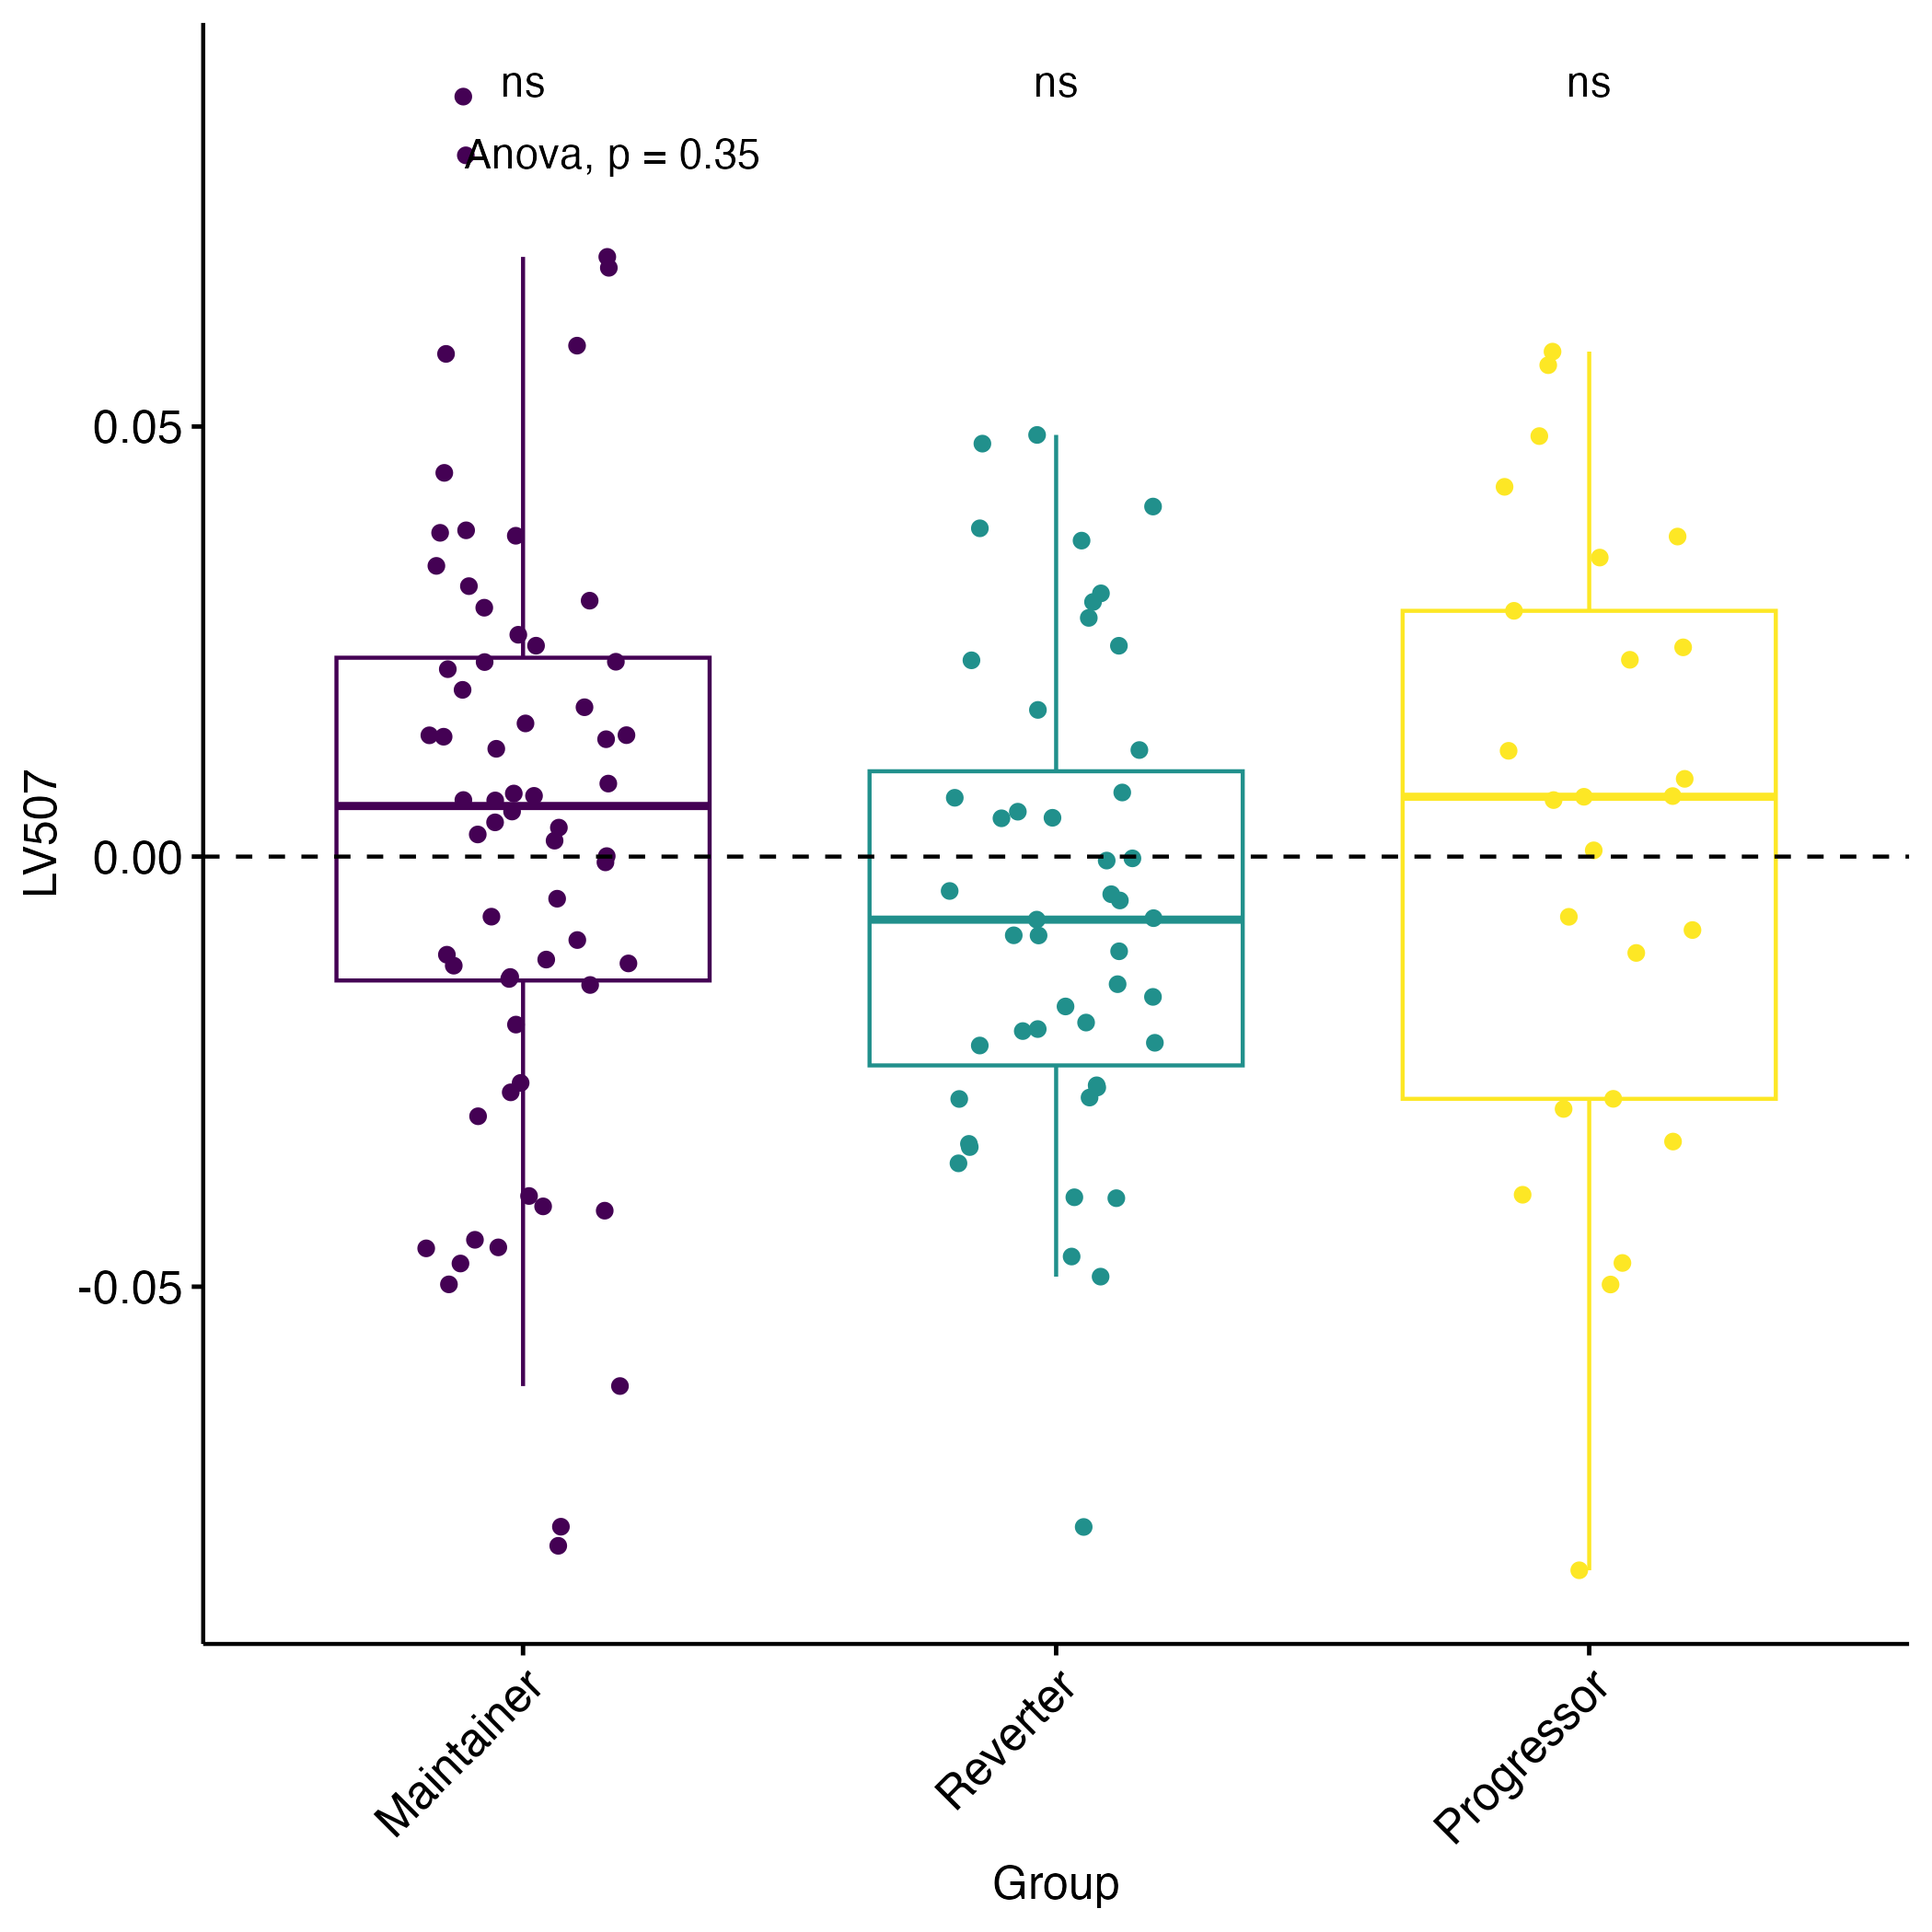 ns ns ns
Anova, p = 0.35
0.05
0.00
-0.05
LV507
Maintainer Reverter Progressor
Group